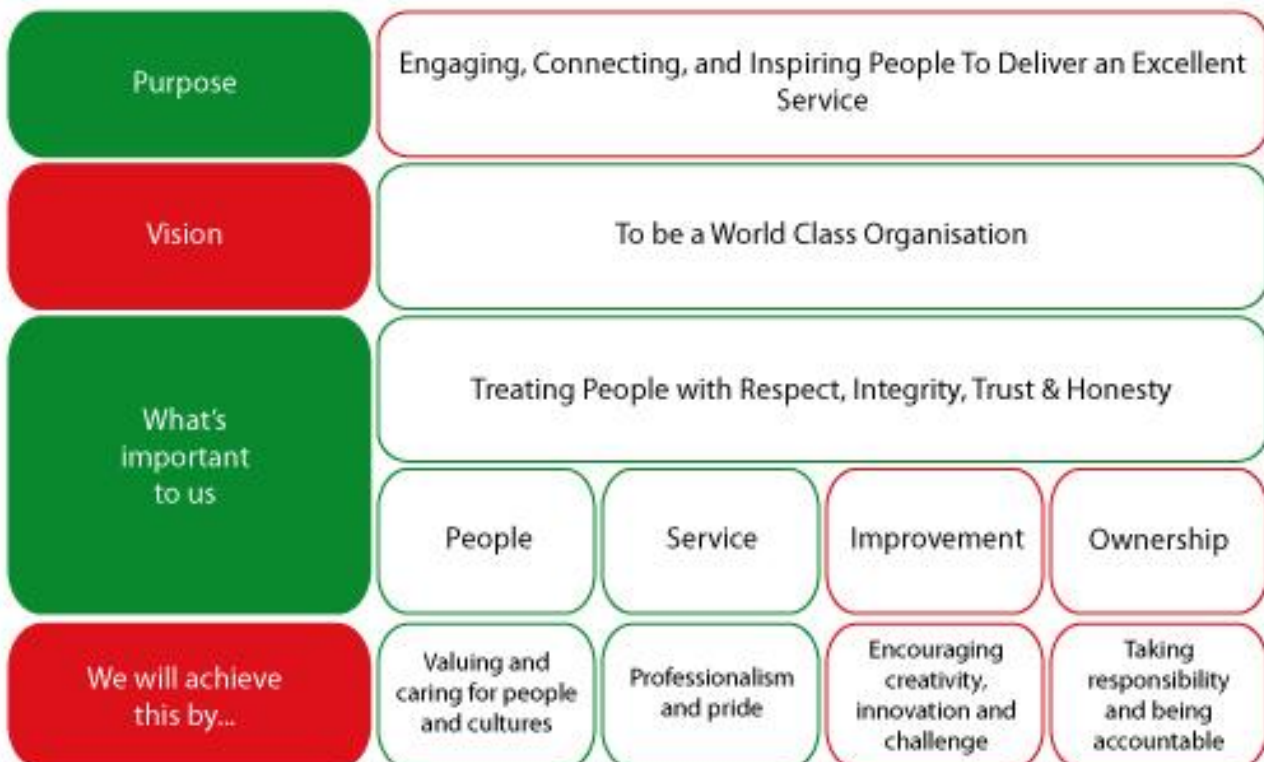 Purpose
Engaging, Connecting, and Inspiring People To Deliver an Excellent
Service
Vision
To be a World Class Organisation
What's
important
to us
Treating People with Respect, Integrity, Trust & Honesty
People
Service
Improvement
Ownership
We will achieve
this by...
Valuing and
caring for people
and cultures
Professionalism
and pride
Encouraging
creativity,
innovation and
challenge
Taking
responsibility
and being
accountable